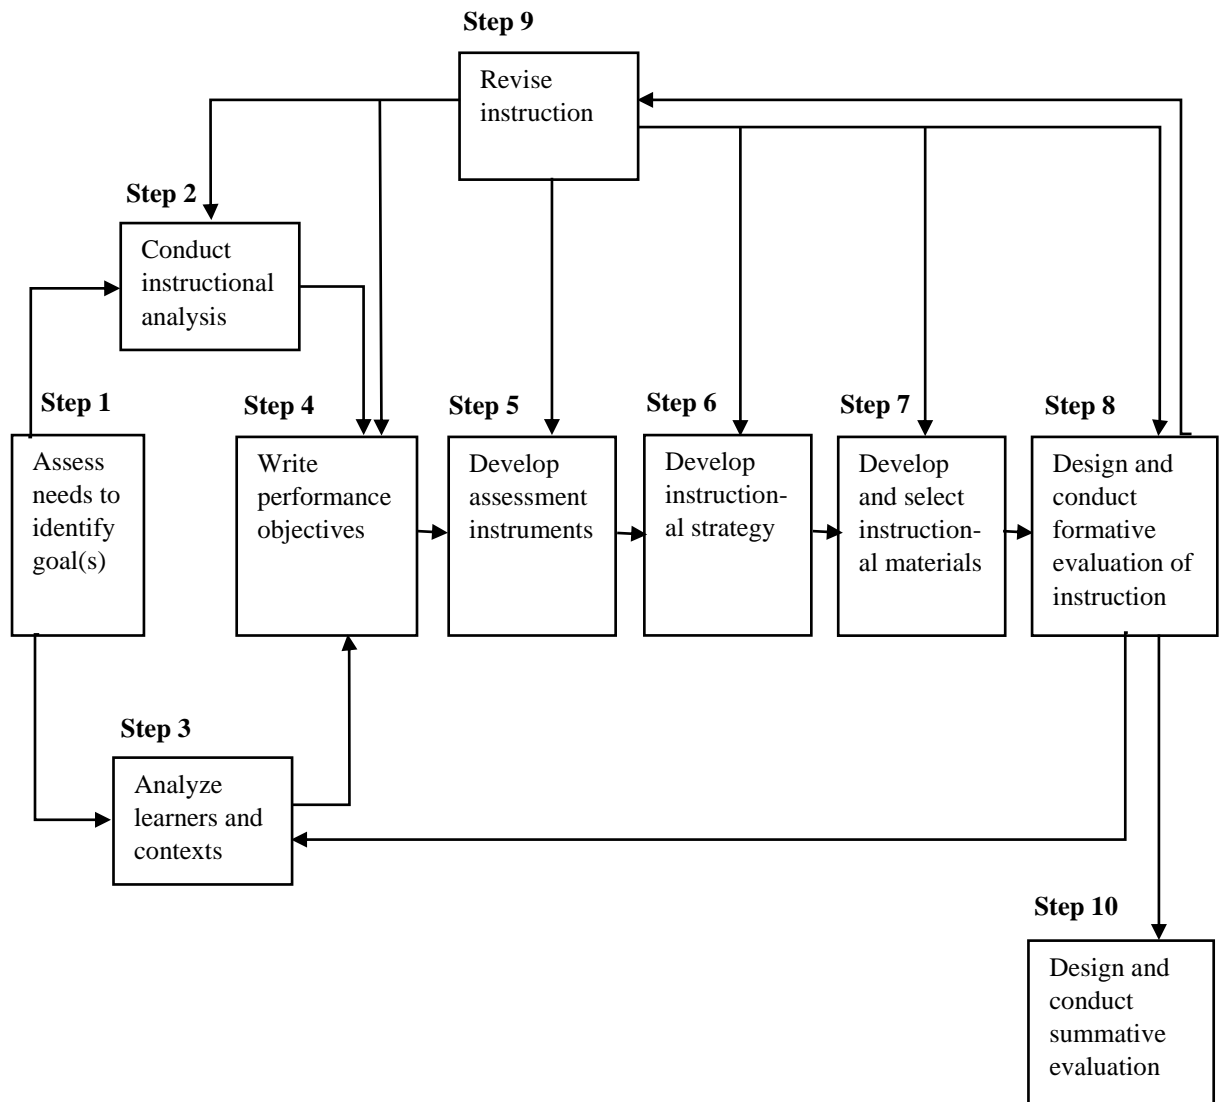 Step 9
Revise
instruction
Step 2
Conduct
instructional
analysis
Step 1
Assess
needs to
identify
goal(s)
Step 4
Write
performance
objectives
Step 5
Develop
assessment
instruments
Step 6
Develop
instruction-
al strategy
Step 7
Develop
and select
instruction-
al materials
Step 8
Design and
conduct
formative
evaluation of
instruction
Step 3
Analyze
learners and
contexts
Step 10
Design and
conduct
summative
evaluation